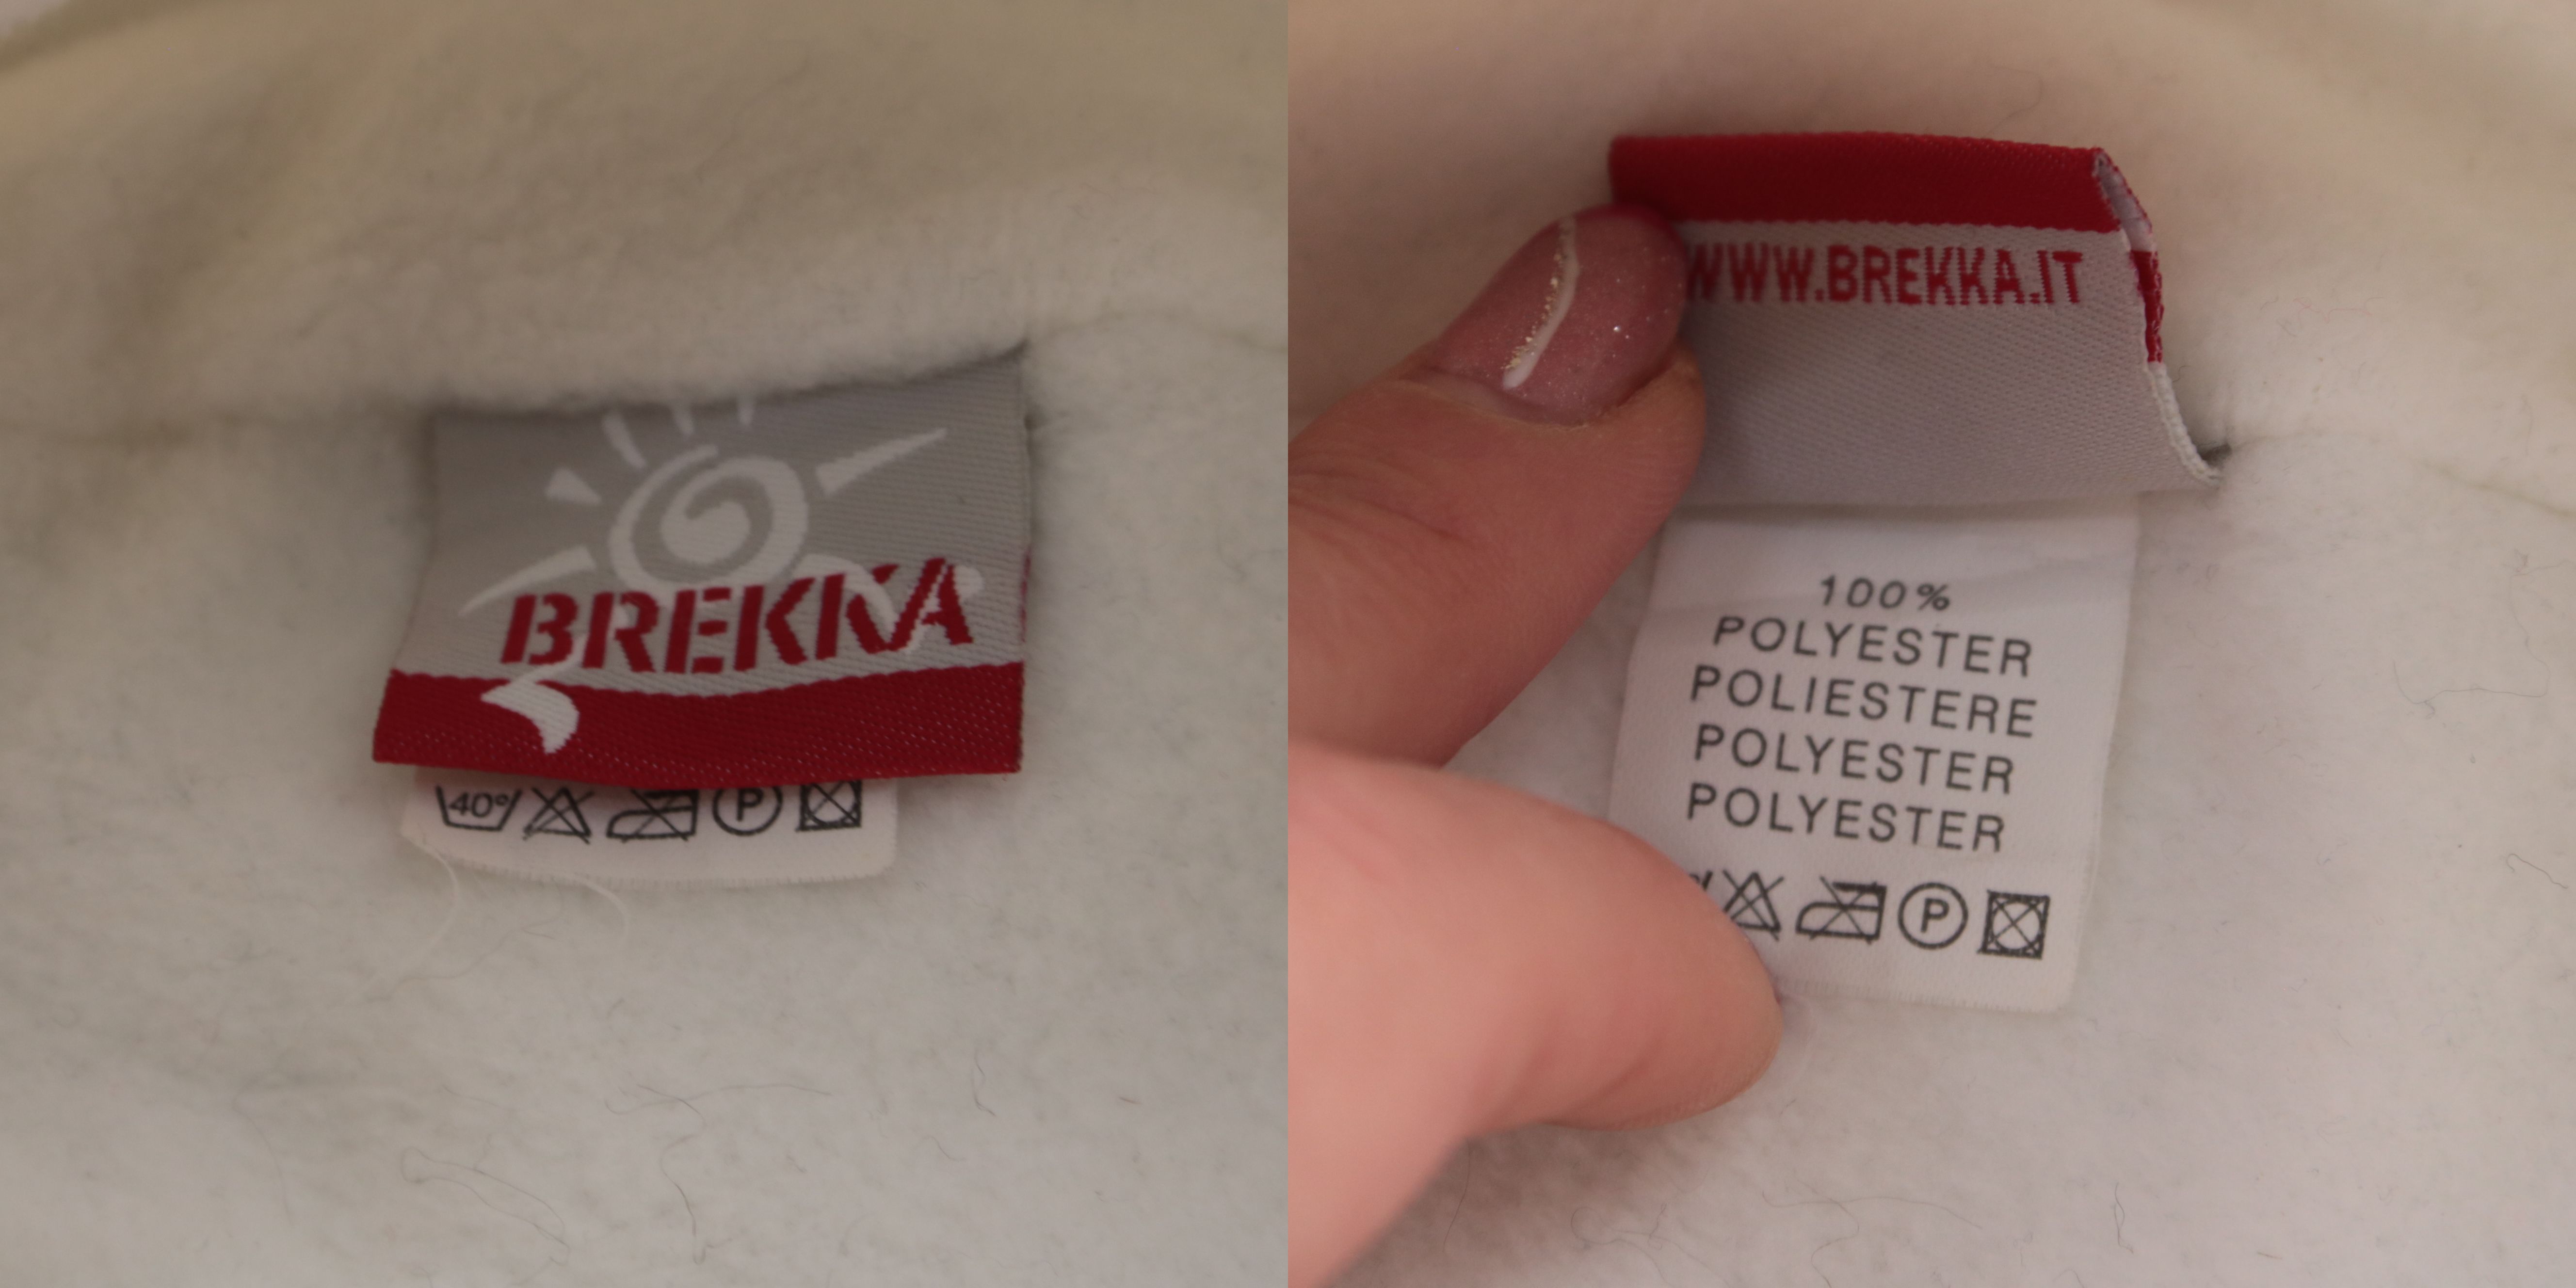 BREKKA
40°
P
WWW.BREKKA.IT
100%
POLYESTER
POLIESTERE
POLYESTER
POLYESTER
P